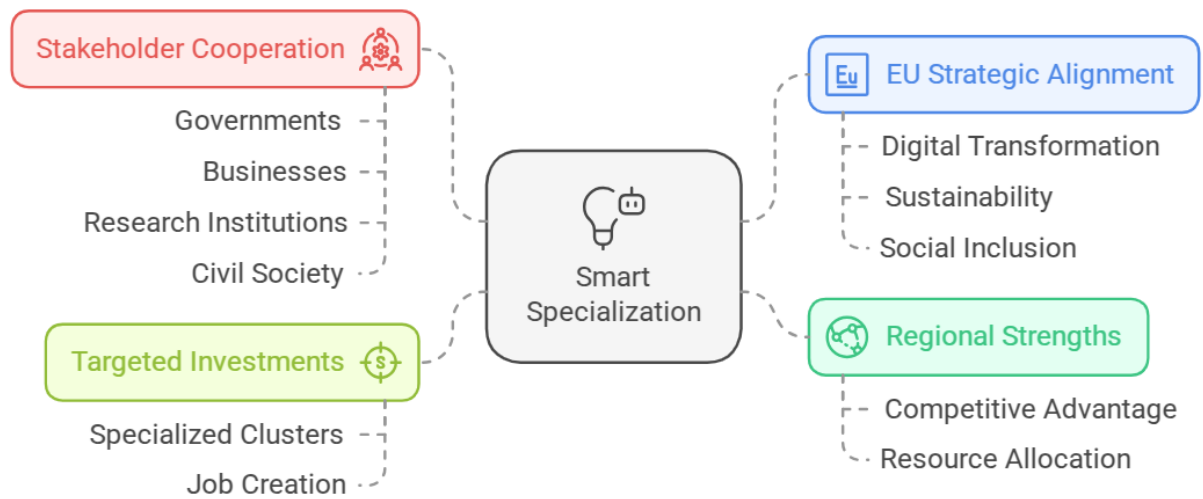 Stakeholder Cooperation
Governments
Businesses
Research Institutions
Civil Society
Targeted Investments
S
Specialized Clusters
Job Creation
Smart
Specialization
Eu
EU Strategic Alignment
Digital Transformation
Sustainability
Social Inclusion
Regional Strengths
Competitive Advantage
Resource Allocation